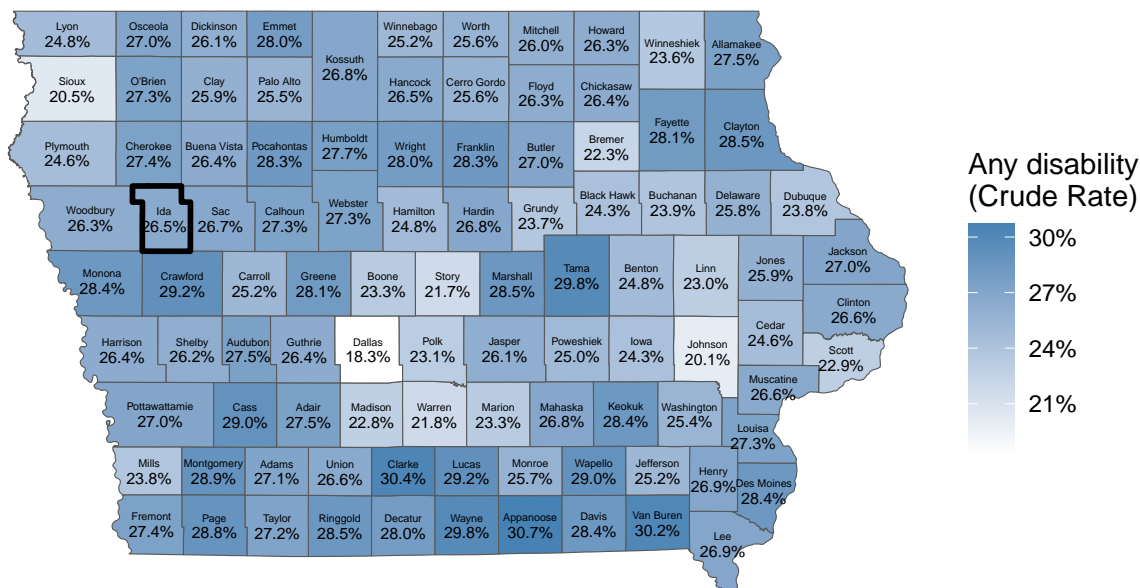 Lyon
24.8%
Osceola
27.0%
Dickinson
26.1%
Emmet
28.0%
Kossuth
26.8%
Winnebago
25.2%
Worth
25.6%
Mitchell
26.0%
Howard
26.3%
Winneshiek
23.6%
Allamakee
27.5%
Sioux
20.5%
O'Brien
27.3%
Clay
25.9%
Palo Alto
25.5%
Hancock
26.5%
Cerro Gordo
25.6%
Floyd
26.3%
Chickasaw
26.4%
Fayette
28.1%
Clayton
28.5%
Plymouth
24.6%
Cherokee
27.4%
Buena Vista
26.4%
Pocahontas
28.3%
Humboldt
27.7%
Wright
28.0%
Franklin
28.3%
Butler
27.0%
Bremer
22.3%
Woodbury
26.3%
Ida
26.5%
Sac
26.7%
Calhoun
27.3%
Webster
27.3%
Hamilton
24.8%
Hardin
26.8%
Grundy
23.7%
Black Hawk
24.3%
Buchanan
23.9%
Delaware
25.8%
Dubuque
23.8%
Monona
28.4%
Crawford
29.2%
Carroll
25.2%
Greene
28.1%
Boone
23.3%
Story
21.7%
Marshall
28.5%
Tama
29.8%
Benton
24.8%
Linn
23.0%
Jones
25.9%
Jackson
27.0%
Clinton
26.6%
Harrison
26.4%
Shelby
26.2%
Audubon
27.5%
Guthrie
26.4%
Dallas
18.3%
Polk
23.1%
Jasper
26.1%
Poweshiek
25.0%
Iowa
24.3%
Johnson
20.1%
Cedar
24.6%
Scott
22.9%
Muscatine
26.6%
Pottawattamie
27.0%
Cass
29.0%
Adair
27.5%
Madison
22.8%
Warren
21.8%
Marion
23.3%
Mahaska
26.8%
Keokuk
28.4%
Washington
25.4%
Louisa
27.3%
Mills
23.8%
Montgomery
28.9%
Adams
27.1%
Union
26.6%
Clarke
30.4%
Lucas
29.2%
Monroe
25.7%
Wapello
29.0%
Jefferson
25.2%
Henry
26.9%
Des Moines
28.4%
Fremont
27.4%
Page
28.8%
Taylor
27.2%
Ringgold
28.5%
Decatur
28.0%
Wayne
29.8%
Appanoose
30.7%
Davis
28.4%
Van Buren
30.2%
Lee
26.9%
Any disability
(Crude Rate)
30%
27%
24%
21%